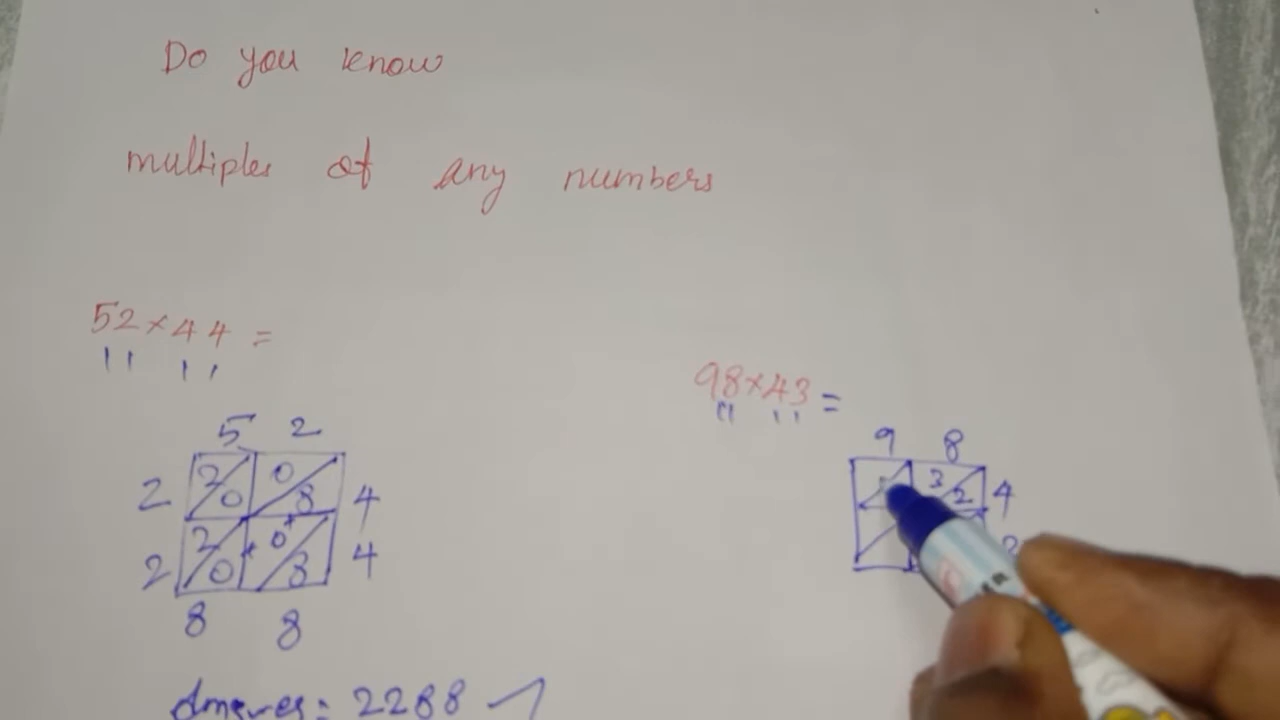 Do you know
multiples of any numbers
52×44 =
98×43 =
5 2
2 2 0 0 8 4
2 2 0 0 8 4
8 8
9 8
3 2 4
3
Answer: 2288